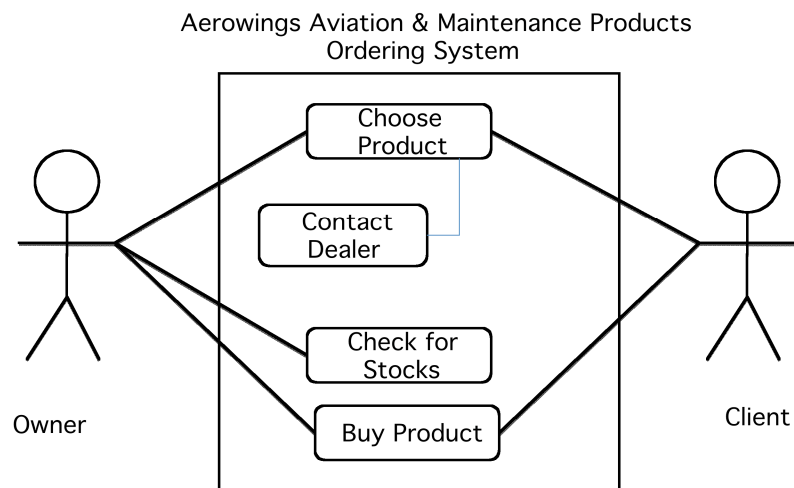 Aerowings Aviation & Maintenance Products
Ordering System
Choose
Product
Contact
Dealer
Check for
Stocks
Buy Product
Owner
Client